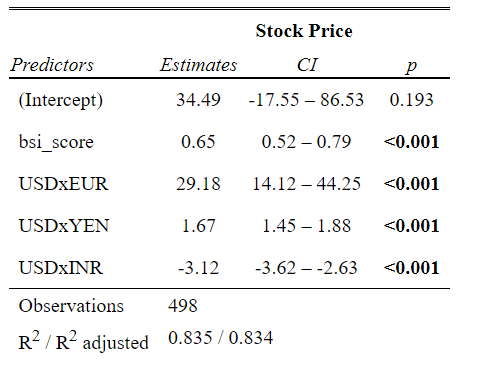 Stock Price
Predictors Estimates CI p
(Intercept) 34.49 -17.55 – 86.53 0.193
bsi_score 0.65 0.52 – 0.79 <0.001
USDxEUR 29.18 14.12 – 44.25 <0.001
USDxYEN 1.67 1.45 – 1.88 <0.001
USDxINR -3.12 -3.62 – -2.63 <0.001
Observations 498
R² / R² adjusted 0.835 / 0.834